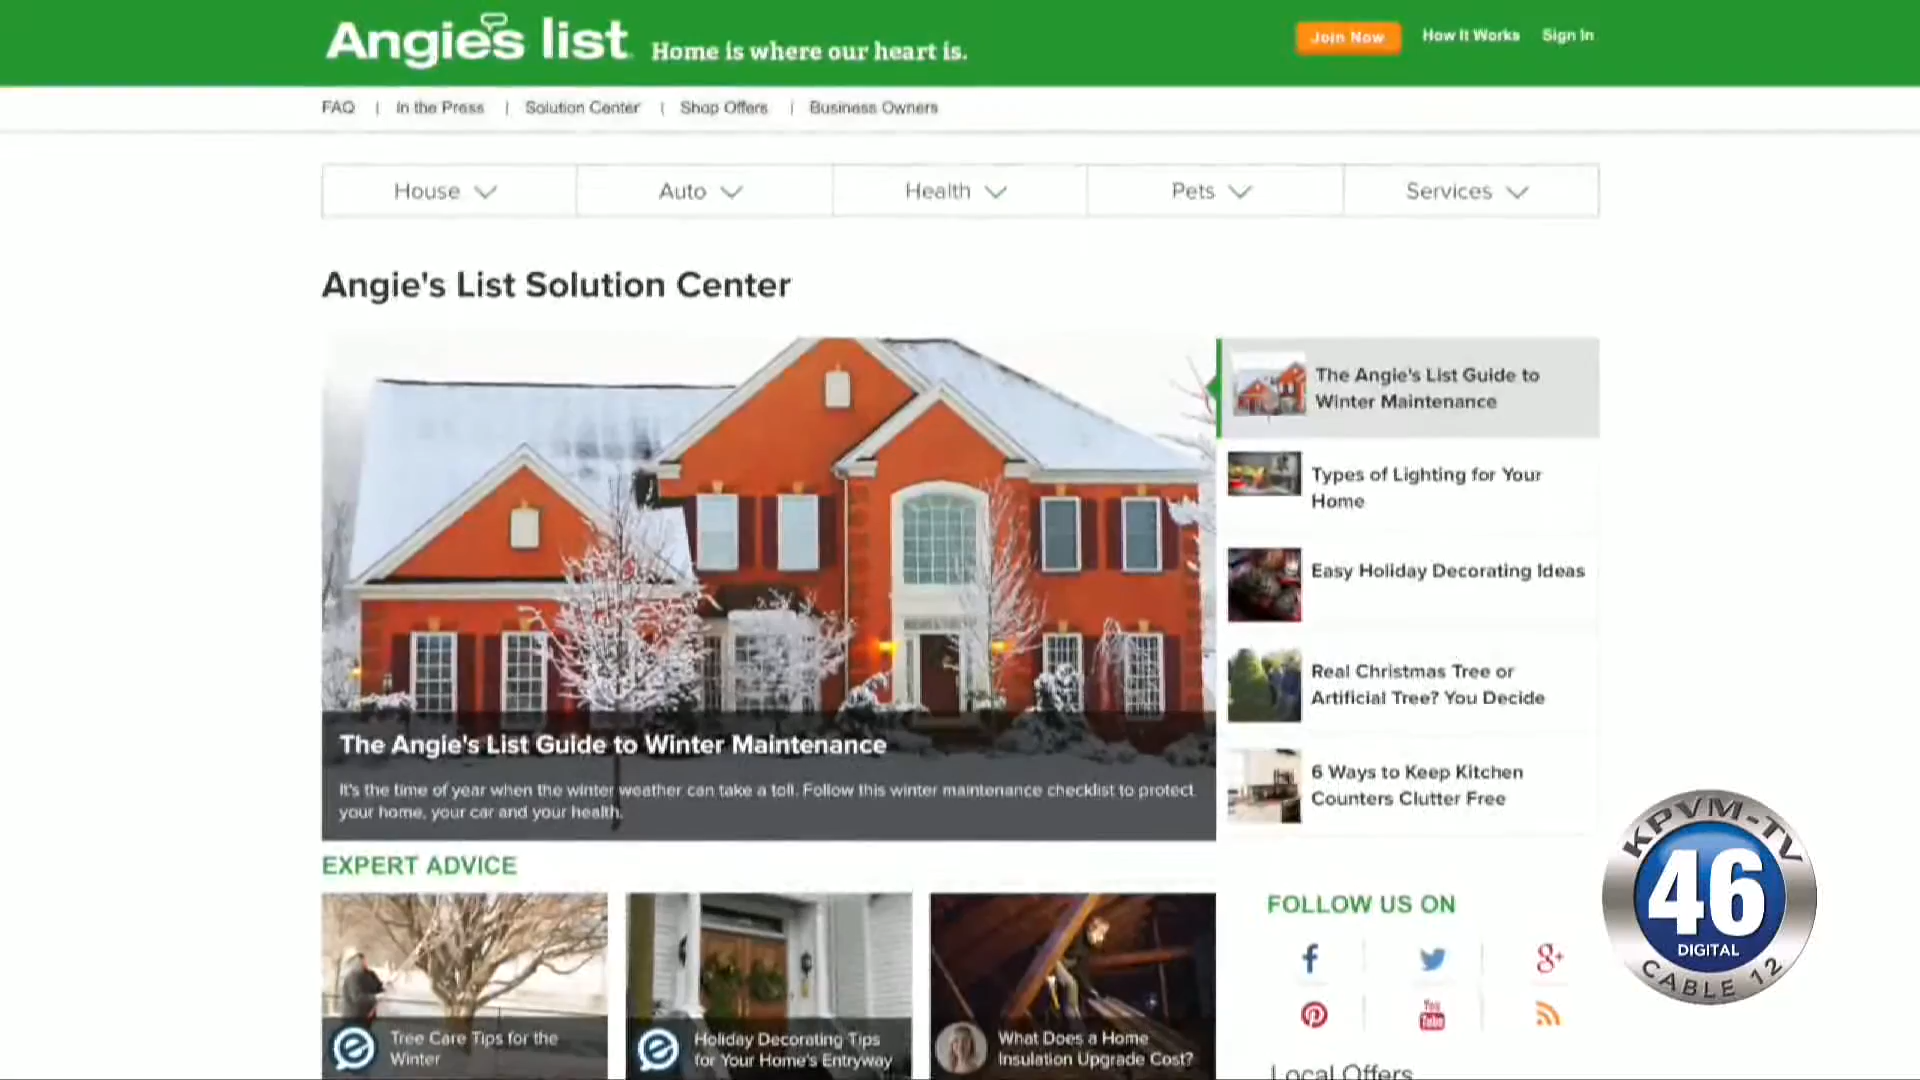 Angie's list Home is where our heart is.
Join Now How It Works Sign In
FAQ | In the Press | Solution Center | Shop Offers | Business Owners
House Auto Health Pets Services
Angie's List Solution Center
The Angie's List Guide to Winter Maintenance
It's the time of year when the winter weather can take a toll. Follow this winter maintenance checklist to protect
your home, your car and your health.
The Angie's List Guide to
Winter Maintenance
Types of Lighting for Your
Home
Easy Holiday Decorating Ideas
Real Christmas Tree or
Artificial Tree? You Decide
6 Ways to Keep Kitchen
Counters Clutter Free
EXPERT ADVICE
Tree Care Tips for the
Winter
Holiday Decorating Tips
for Your Home's Entryway
What Does a Home
Insulation Upgrade Cost?
FOLLOW US ON
g+
You
Tube
Local Offers
KPVM-TV
46
DIGITAL
CABLE 12